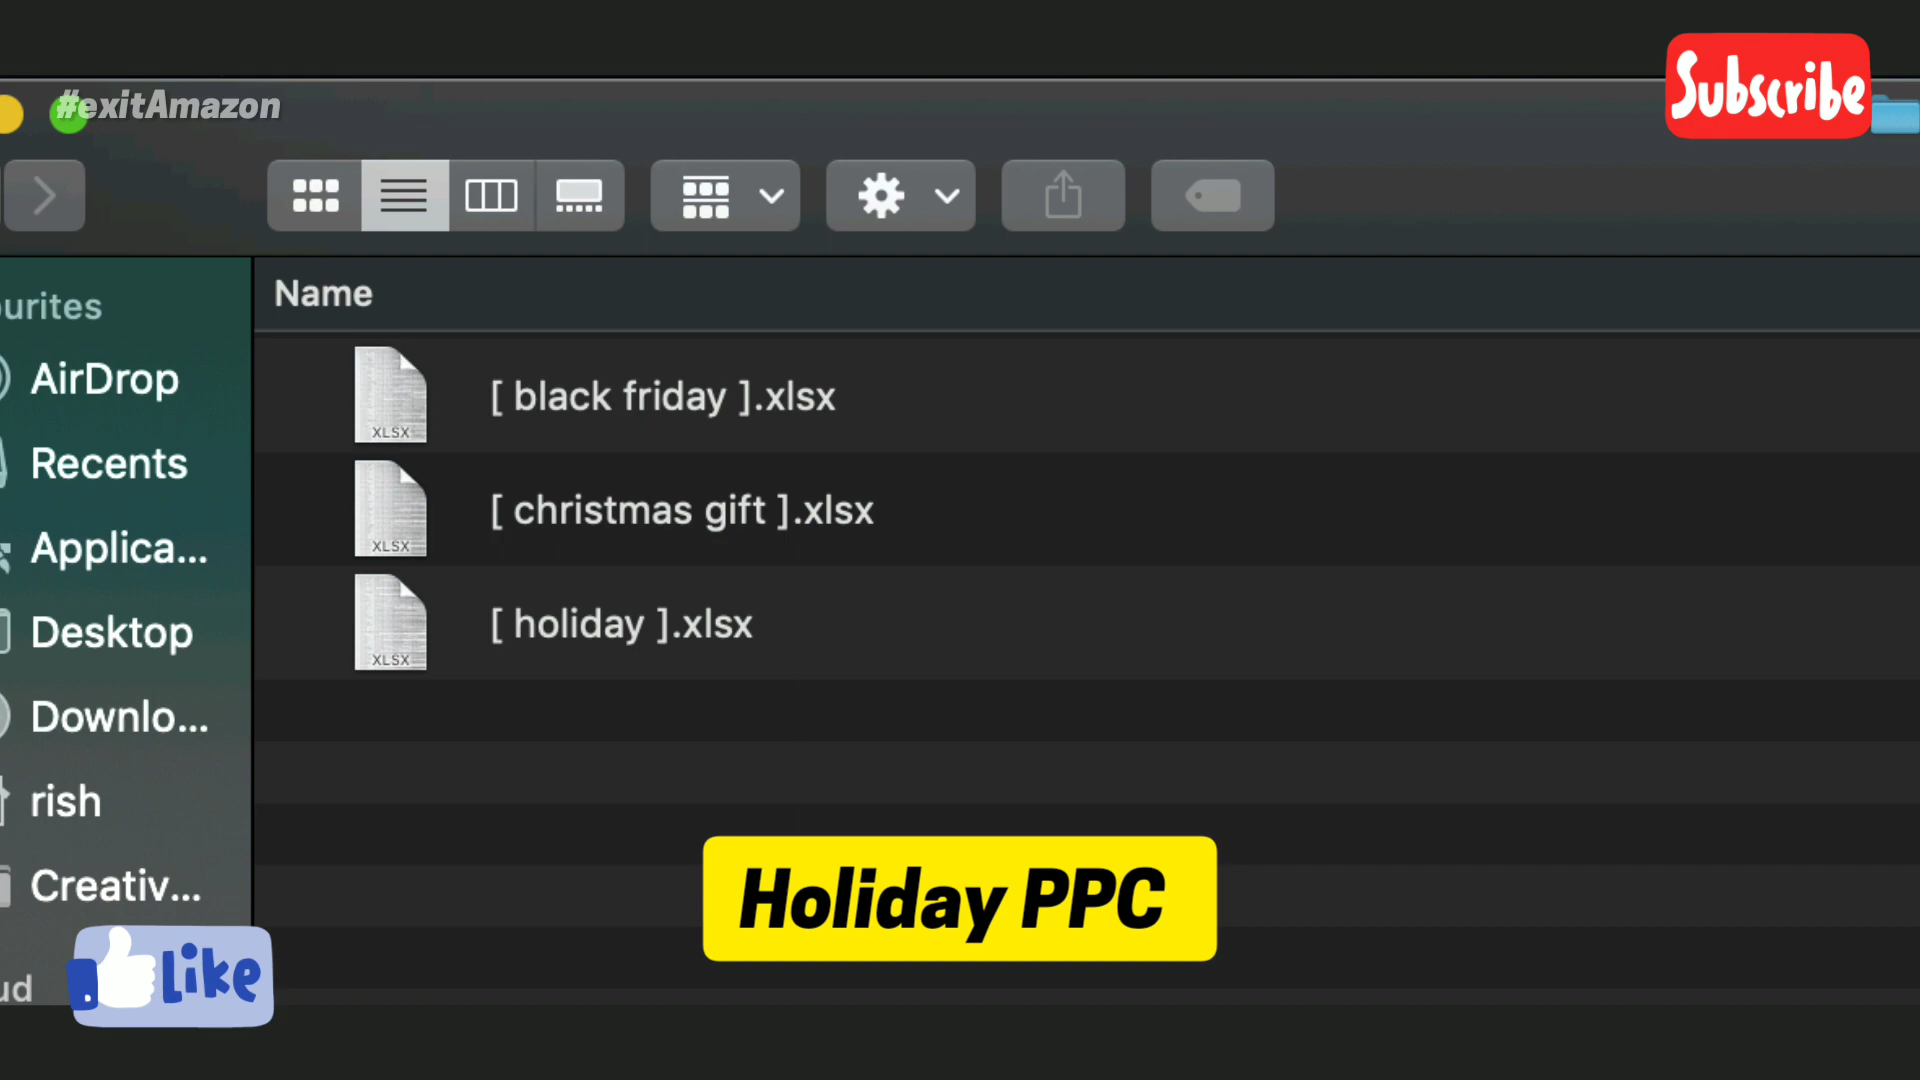 Subscribe
#exitAmazon
ourites
Name
AirDrop
[ black friday ].xlsx
XLSX
Recents
[ christmas gift ].xlsx
XLSX
Applica...
Desktop
[ holiday ].xlsx
XLSX
Downlo...
rish
Creativ...
Holiday PPC
ud
Like